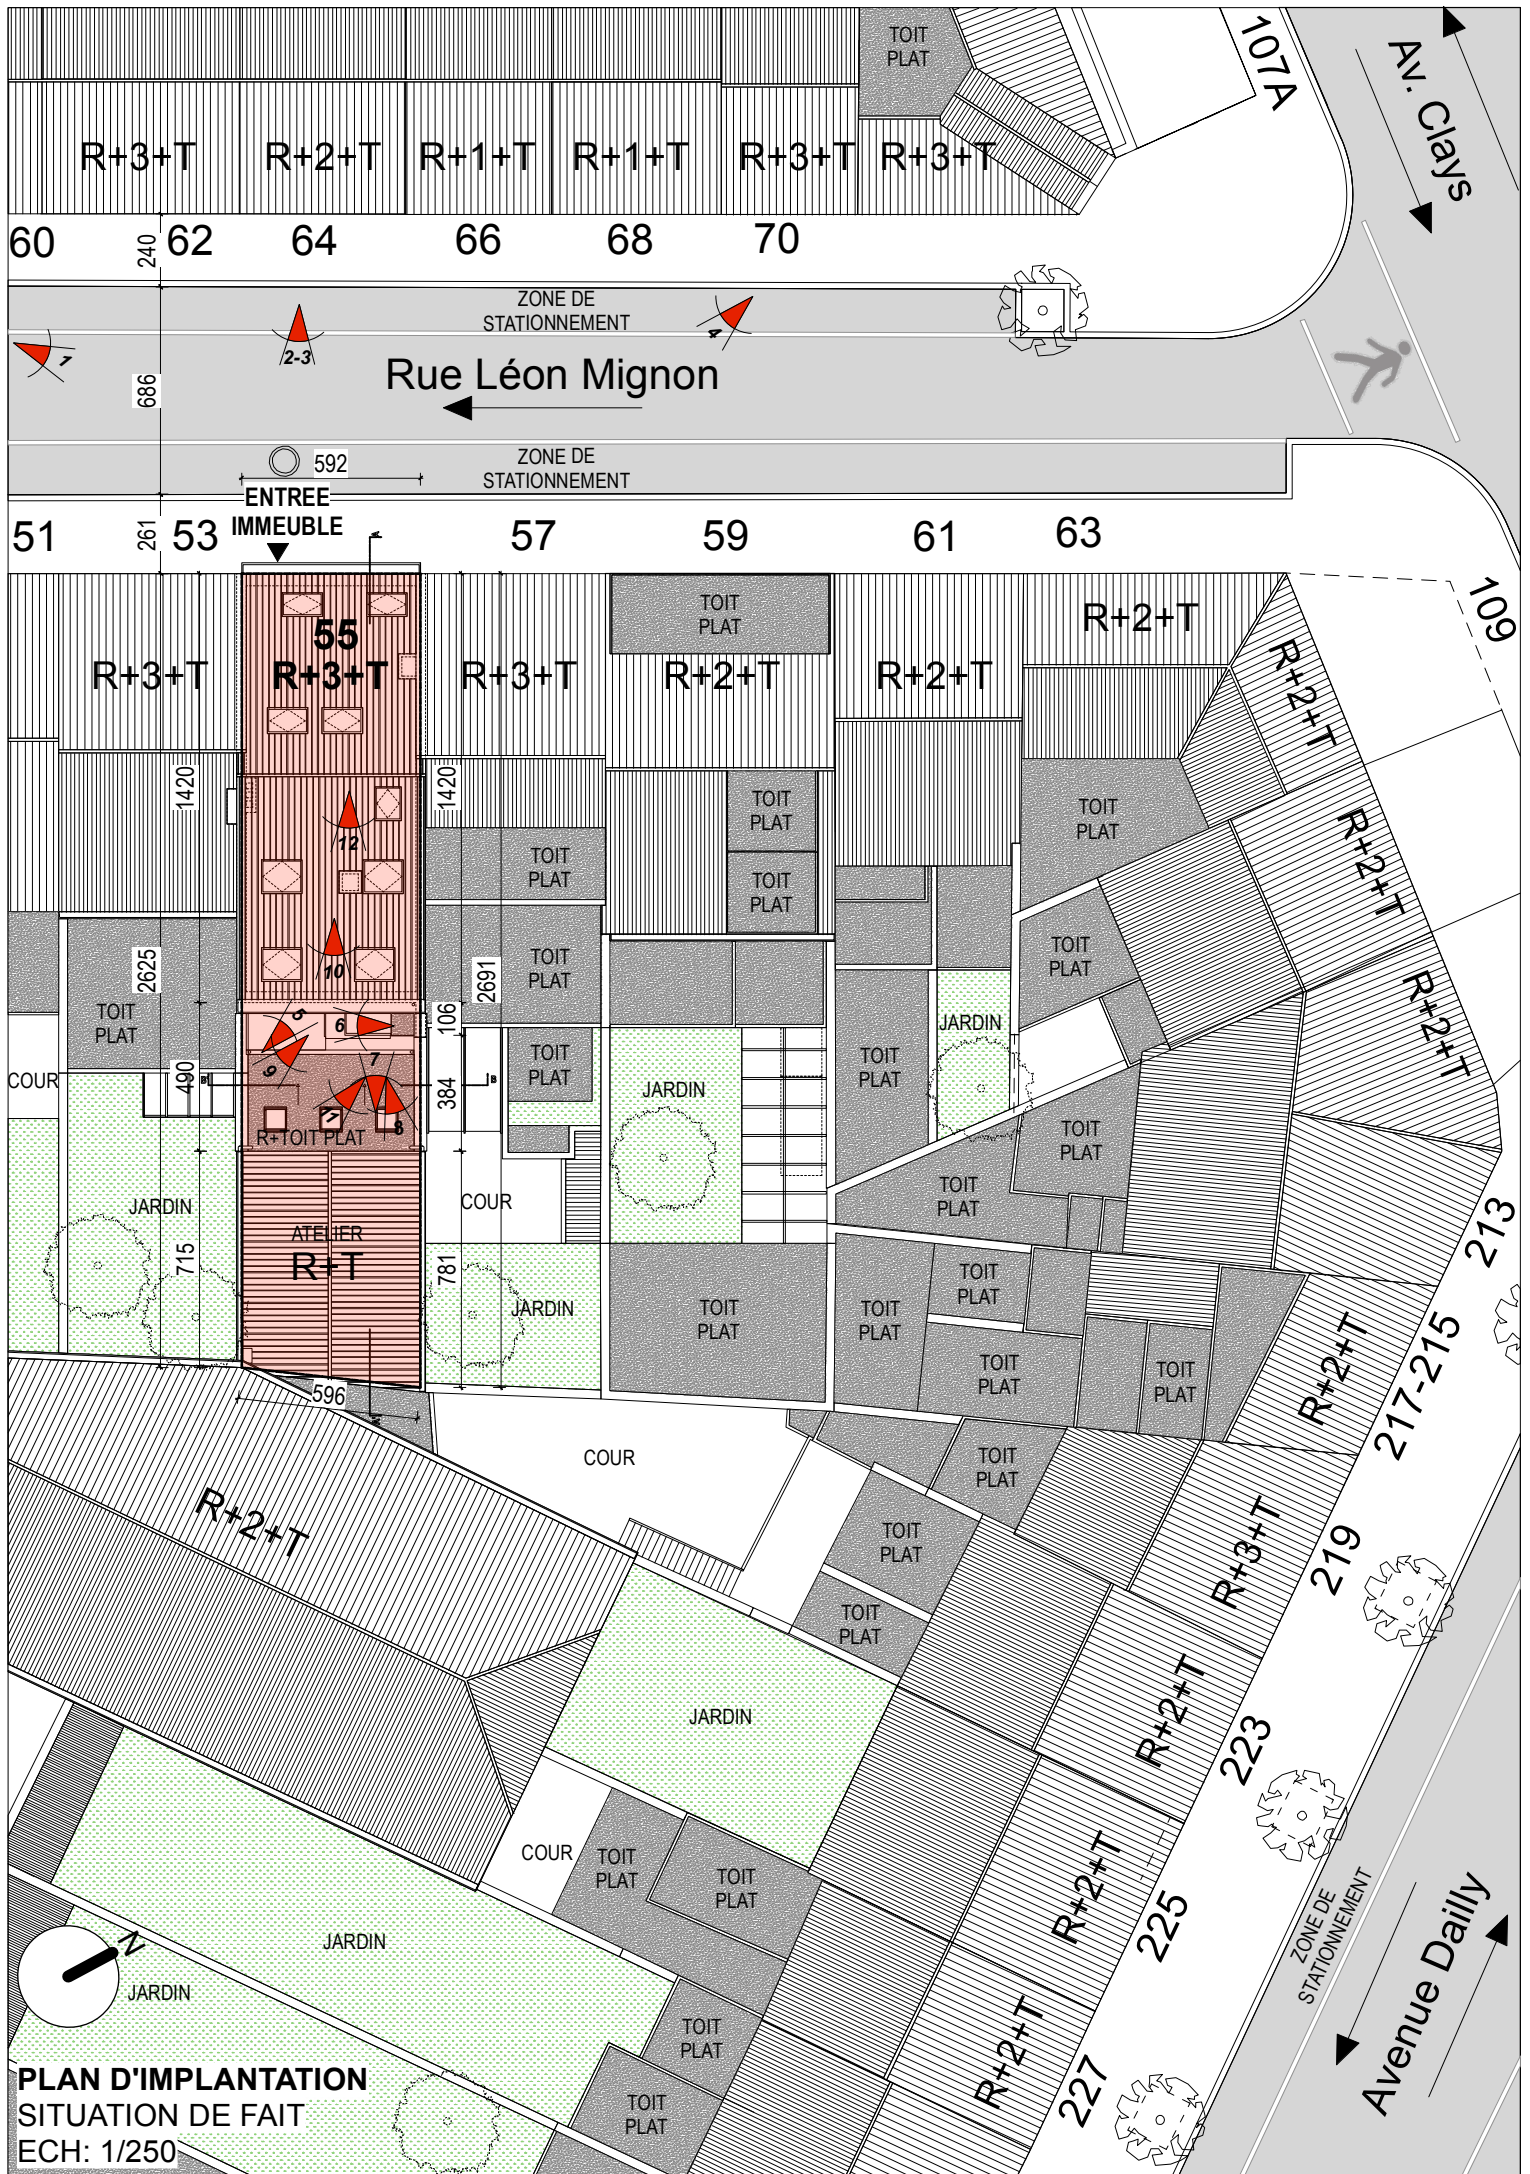 TOIT
PLAT
107A
Av. Clays
R+3+T
R+2+T
R+1+T
R+1+T
R+3+T
R+3+T
60
240
62
64
66
68
70
ZONE DE
STATIONNEMENT
1
2-3
4
686
Rue Léon Mignon
592
ZONE DE
STATIONNEMENT
ENTREE
IMMEUBLE
51
261
53
57
59
61
63
109
TOIT
PLAT
55
R+3+T
R+3+T
R+3+T
R+2+T
R+2+T
R+2+T
R+2+T
1420
1420
12
TOIT
PLAT
TOIT
PLAT
TOIT
PLAT
R+2+T
TOIT
PLAT
2625
10
TOIT
PLAT
2691
TOIT
PLAT
R+2+T
TOIT
PLAT
5
6
106
JARDIN
9
7
TOIT
PLAT
TOIT
PLAT
COUR
490
B
B
384
JARDIN
11
8
R+TOIT PLAT
TOIT
PLAT
JARDIN
COUR
TOIT
PLAT
ATELIER
R+T
715
781
JARDIN
TOIT
PLAT
TOIT
PLAT
TOIT
PLAT
213
596
TOIT
PLAT
TOIT
PLAT
R+2+T
217-215
COUR
TOIT
PLAT
R+2+T
TOIT
PLAT
R+3+T
219
TOIT
PLAT
JARDIN
R+2+T
223
COUR
TOIT
PLAT
TOIT
PLAT
R+2+T
225
ZONE DE
STATIONNEMENT
Avenue Dailly
N
JARDIN
JARDIN
TOIT
PLAT
R+2+T
227
TOIT
PLAT
PLAN D'IMPLANTATION
SITUATION DE FAIT
ECH: 1/250